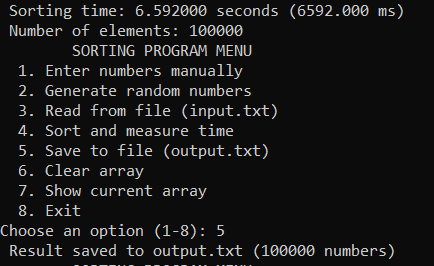 Sorting time: 6.592000 seconds (6592.000 ms)
Number of elements: 100000
SORTING PROGRAM MENU
1. Enter numbers manually
2. Generate random numbers
3. Read from file (input.txt)
4. Sort and measure time
5. Save to file (output.txt)
6. Clear array
7. Show current array
8. Exit
Choose an option (1-8): 5
Result saved to output.txt (100000 numbers)
SORTING PROGRAM MENU